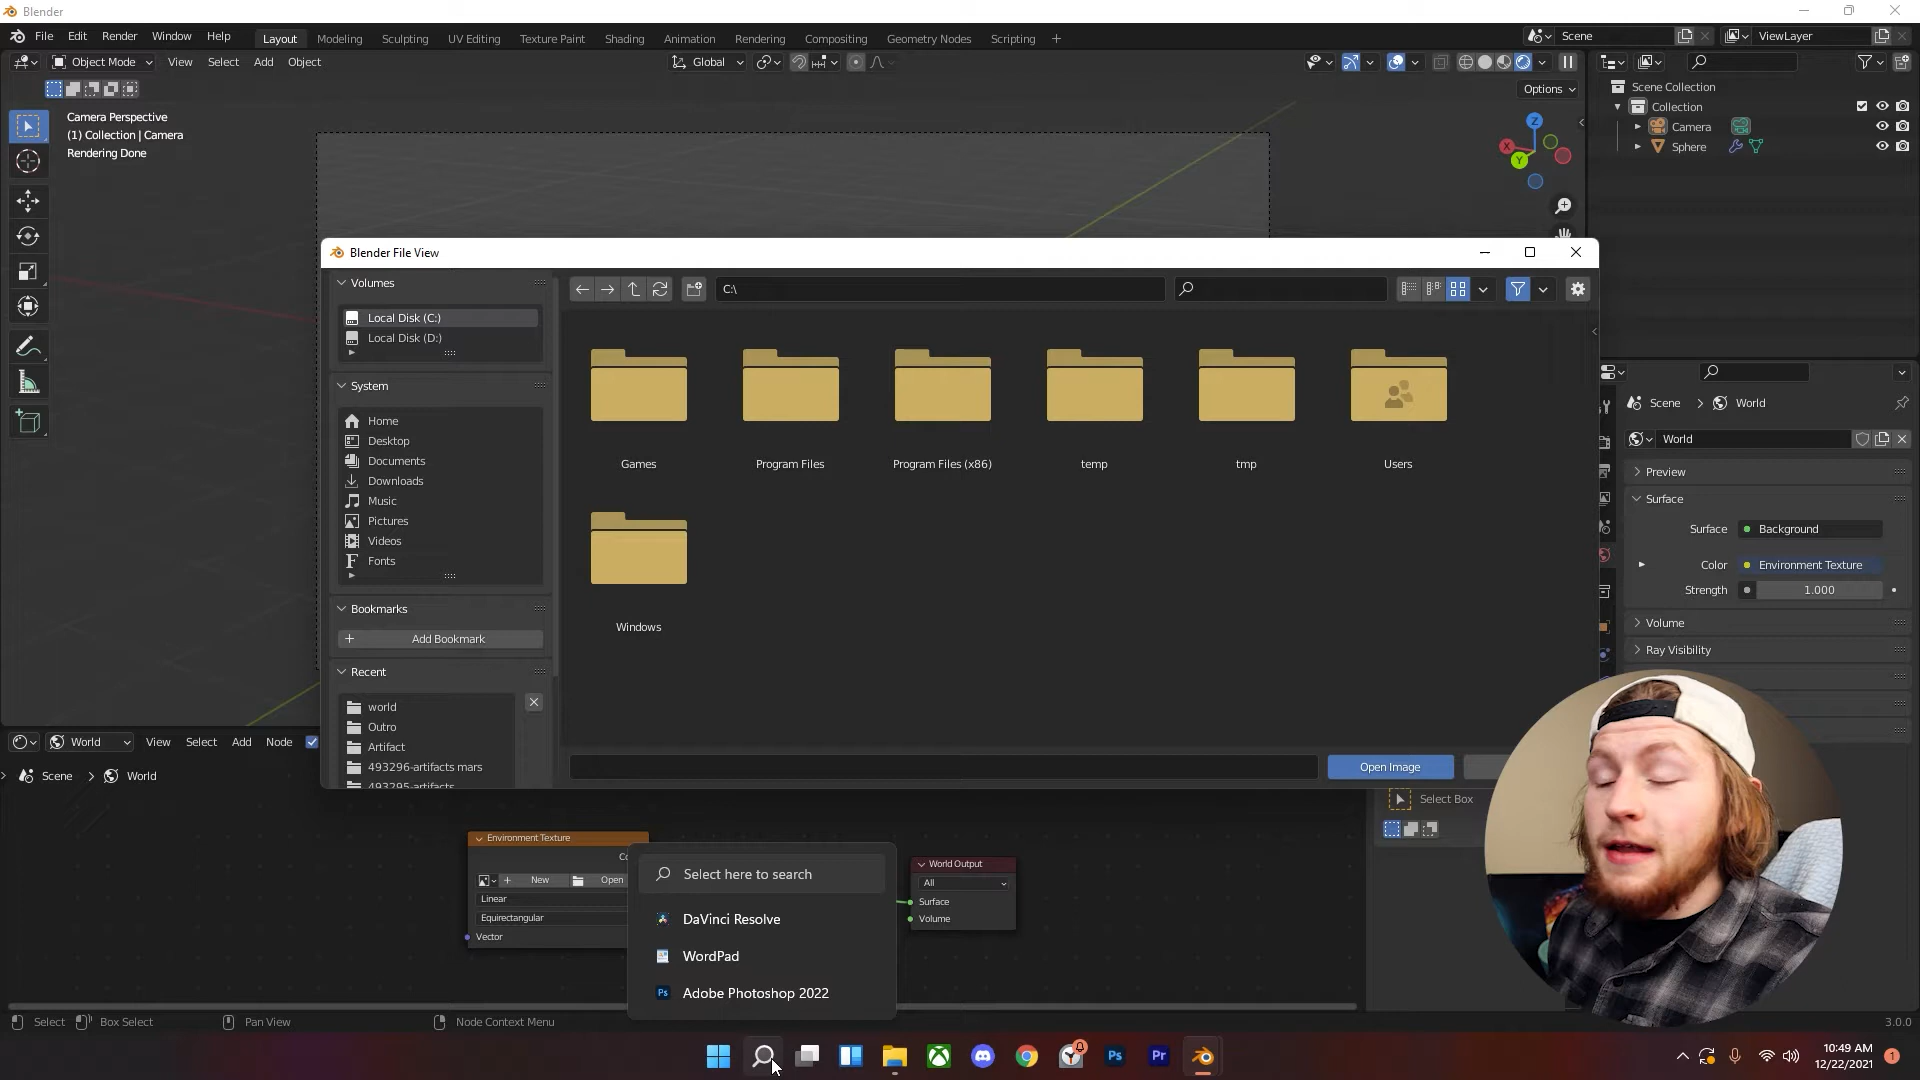 Blender
File Edit Render Window Help
Layout Modeling Sculpting UV Editing Texture Paint Shading Animation Rendering Compositing Geometry Nodes Scripting +
Scene
ViewLayer
Object Mode View Select Add Object
Global
Options
Camera Perspective
(1) Collection | Camera
Rendering Done
Z
X
Y
Scene Collection
Collection
Camera
Sphere
Blender File View
Volumes
Local Disk (C:)
Local Disk (D:)
System
Home
Desktop
Documents
Downloads
Music
Pictures
Videos
Fonts
Bookmarks
Add Bookmark
Recent
world
Outro
Artifact
493296-artifacts mars
493295-artifacts
C:\
Games Program Files Program Files (x86) temp tmp Users
Windows
Open Image
Scene > World
World
Preview
Surface
Surface Background
Color Environment Texture
Strength 1.000
Volume
Ray Visibility
World View Select Add Node
Scene > World
Environment Texture
New Open
Linear
Equirectangular
Vector
Select here to search
DaVinci Resolve
WordPad
Adobe Photoshop 2022
World Output
All
Surface
Volume
Select Box
Select Box Select Pan View Node Context Menu
3.0.0
Ps Pr
10:49 AM
12/22/2021
1